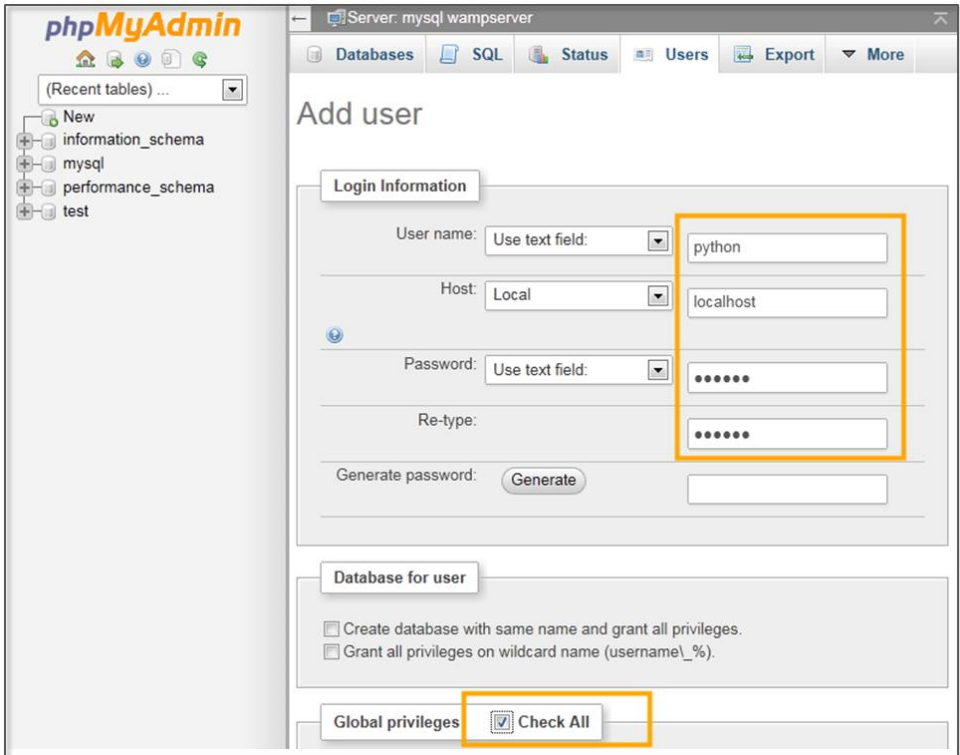 phpMyAdmin
(Recent tables) ...
New
information_schema
mysql
performance_schema
test
Server: mysql wampserver
Databases SQL Status Users Export More
Add user
Login Information
User name: Use text field: python
Host: Local localhost
Password: Use text field: ••••••
Re-type: ••••••
Generate password: Generate
Database for user
Create database with same name and grant all privileges.
Grant all privileges on wildcard name (username\_%).
Global privileges Check All